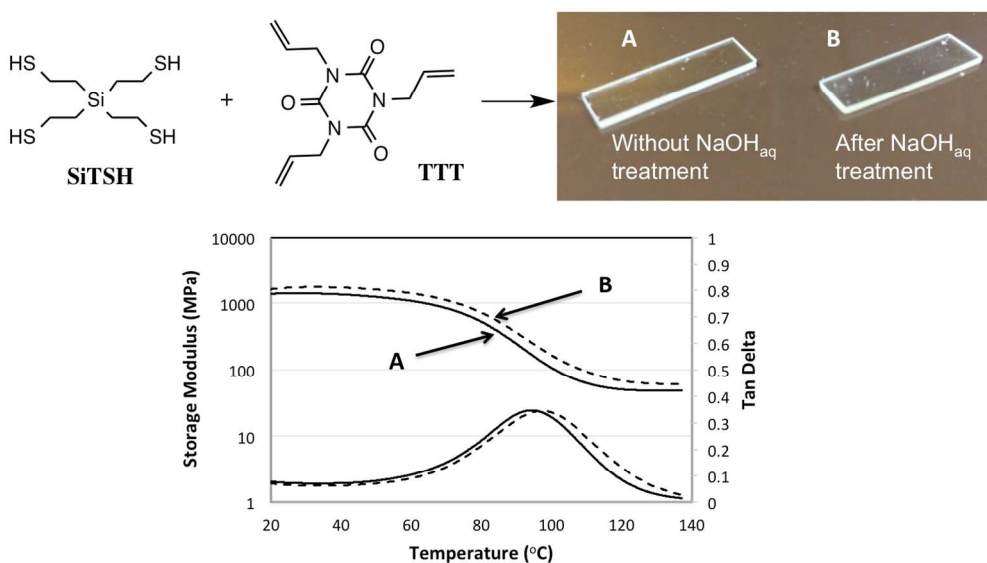 HS
SH
Si
HS
SH
SiTSH
+
O
N
N
O
N
O
TTT
A
B
Without NaOHaq
treatment
After NaOHaq
treatment
10000
1000
100
10
1
Storage Modulus (MPa)
A
B
1
0.9
0.8
0.7
0.6
0.5
0.4
0.3
0.2
0.1
0
Tan Delta
20
40
60
80
100
120
140
Temperature (oC)